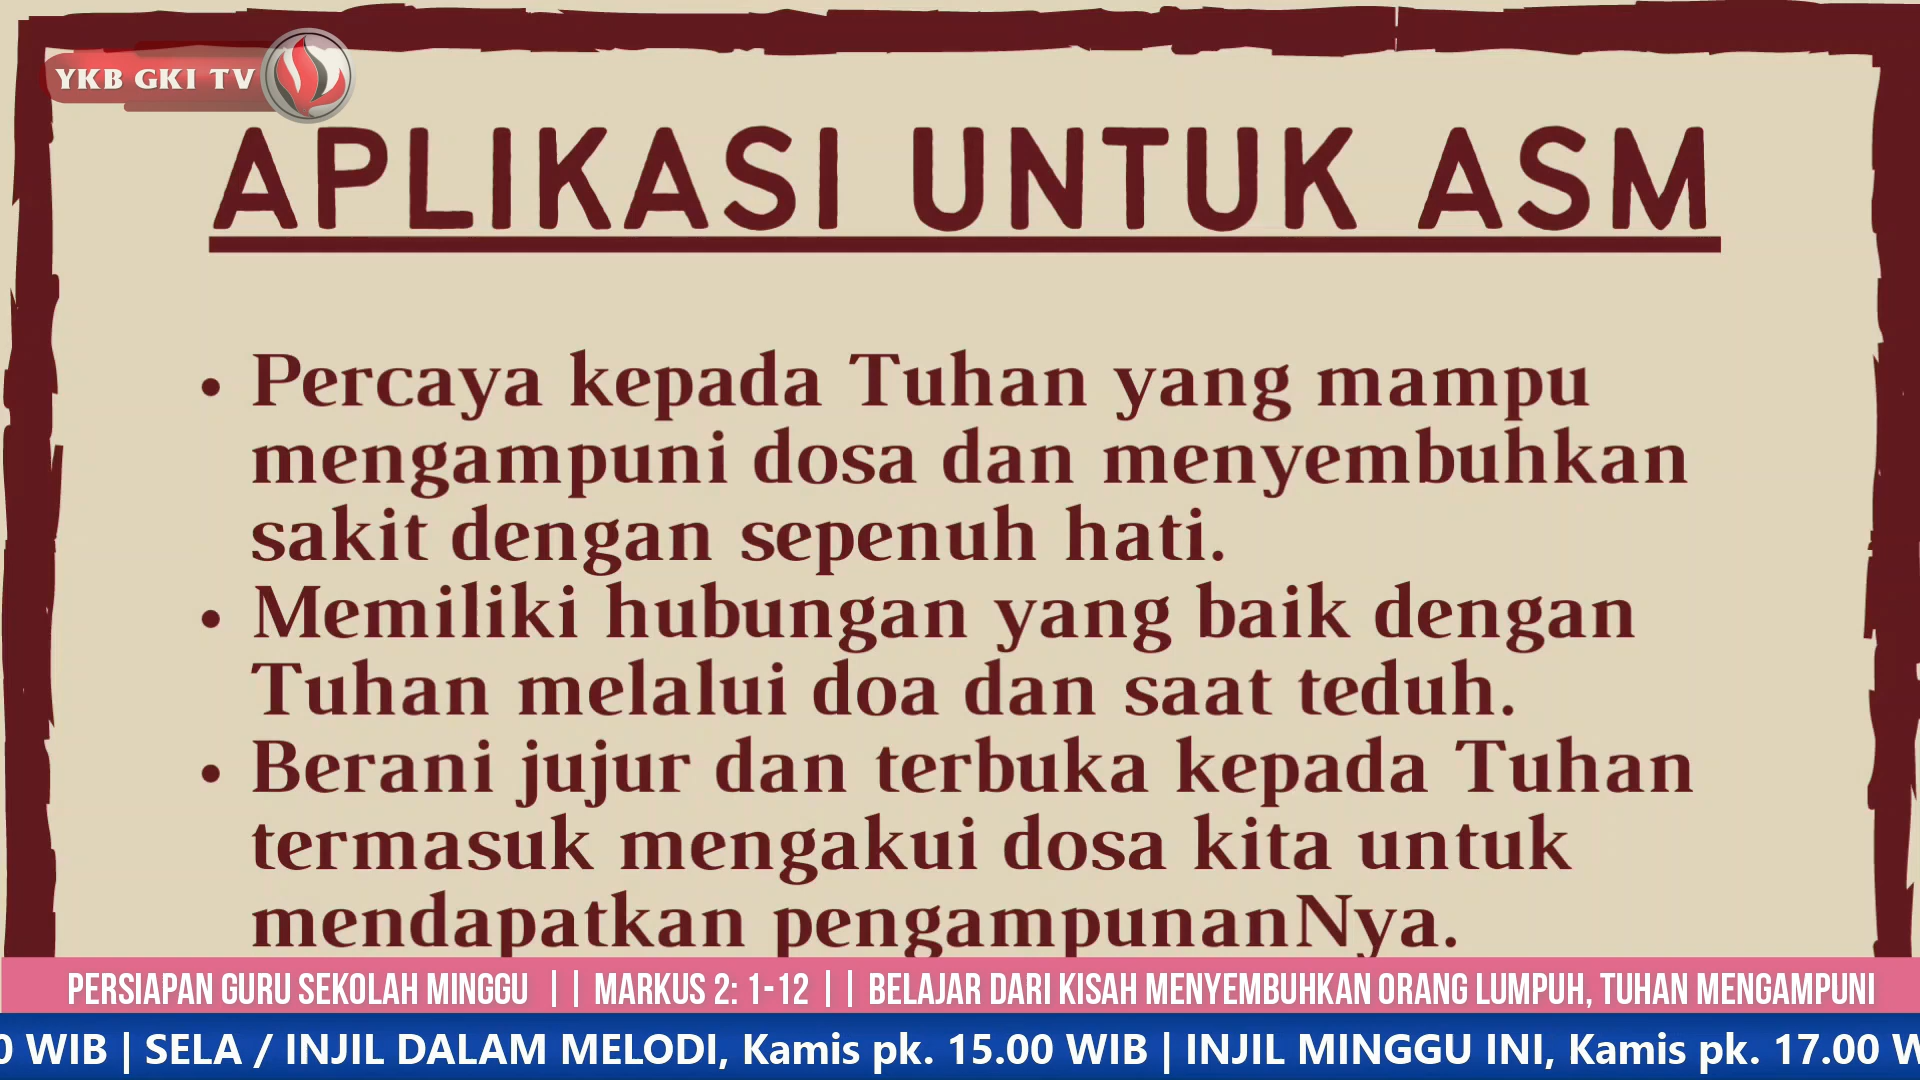 YKB GKI TV
APLIKASI UNTUK ASM
• Percaya kepada Tuhan yang mampu
mengampuni dosa dan menyembuhkan
sakit dengan sepenuh hati.
• Memiliki hubungan yang baik dengan
Tuhan melalui doa dan saat teduh.
• Berani jujur dan terbuka kepada Tuhan
termasuk mengakui dosa kita untuk
mendapatkan pengampunanNya.
PERSIAPAN GURU SEKOLAH MINGGU || MARKUS 2: 1-12 || BELAJAR DARI KISAH MENYEMBUHKAN ORANG LUMPUH, TUHAN MENGAMPUNI
0 WIB | SELA / INJIL DALAM MELODI, Kamis pk. 15.00 WIB | INJIL MINGGU INI, Kamis pk. 17.00 W